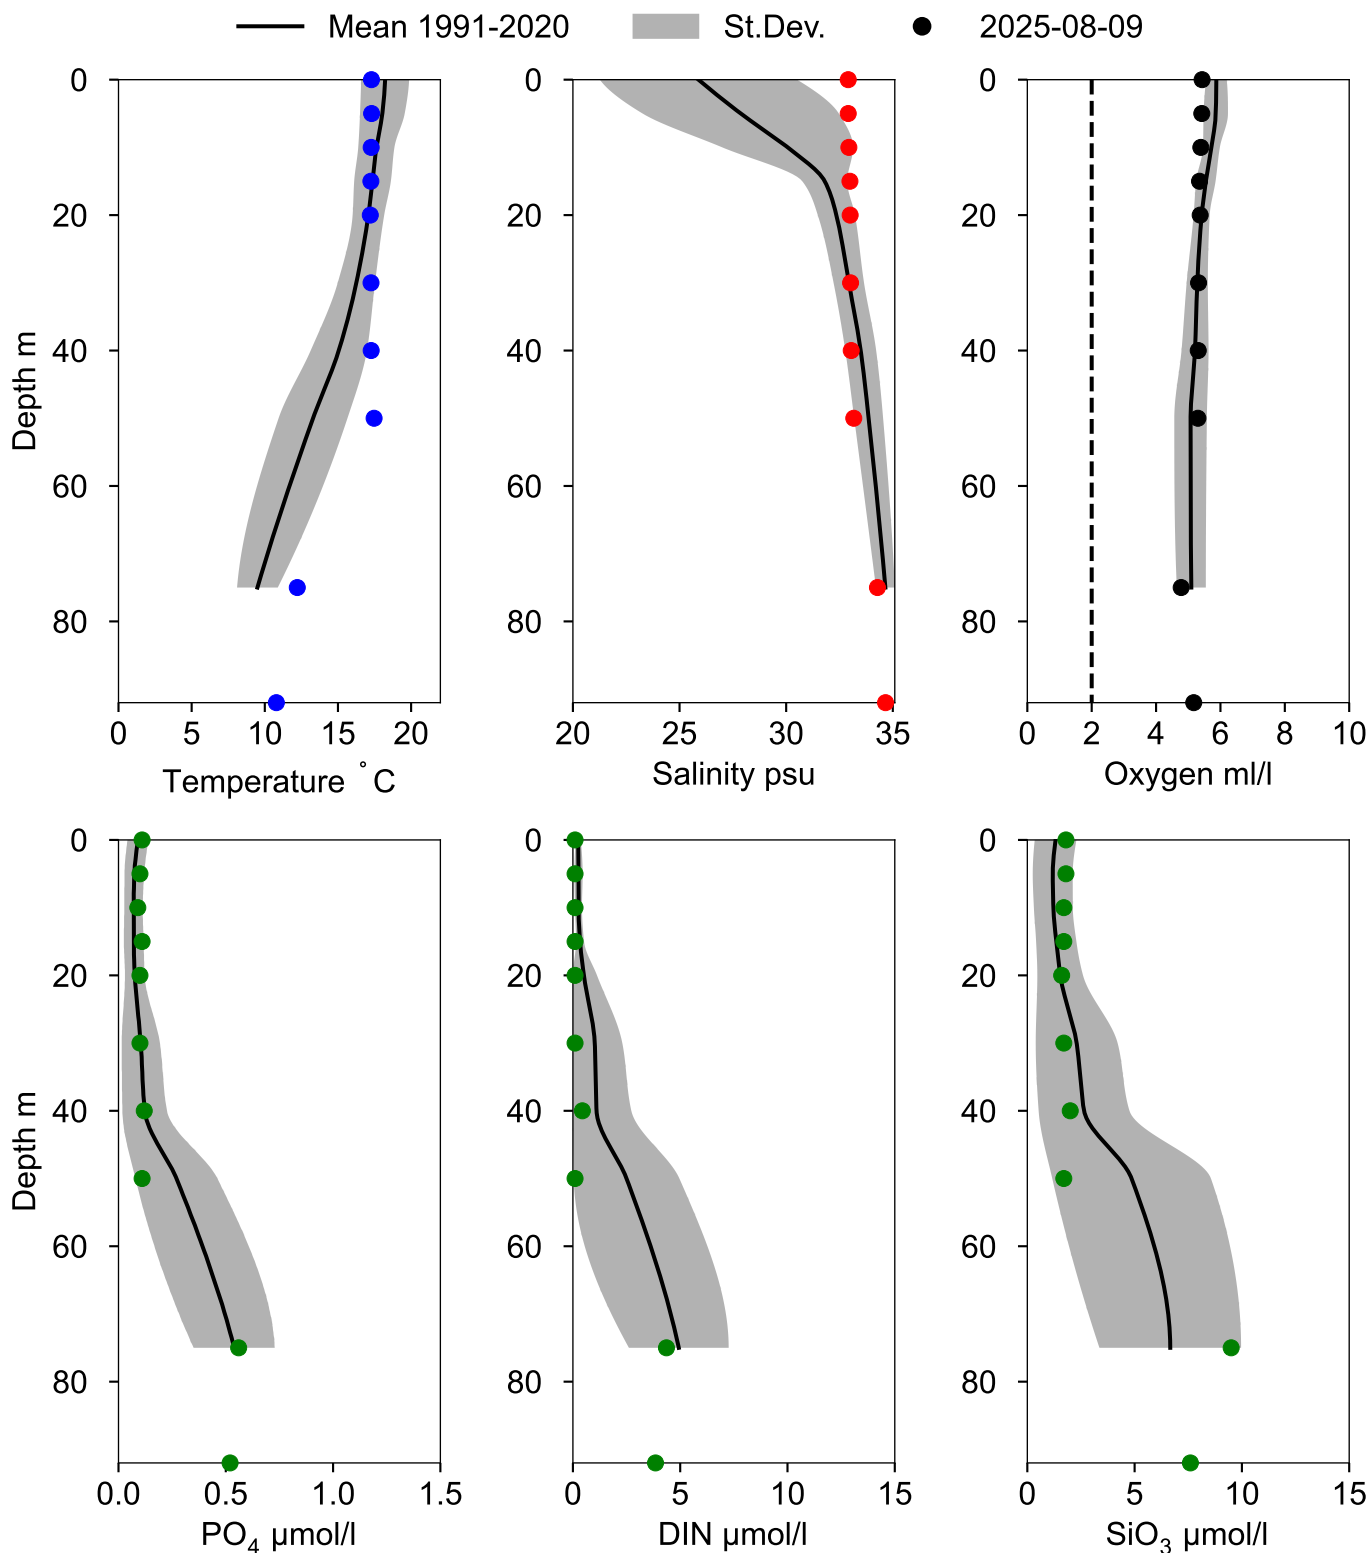 Mean 1991-2020 St.Dev. 2025-08-09
0 0 0
20 20 20
40 40 40
60 60 60
80 80 80
Depth m
0 5 10 15 20 20 25 30 35 0 2 4 6 8 10
Temperature °C Salinity psu Oxygen ml/l
0 0 0
20 20 20
40 40 40
60 60 60
80 80 80
Depth m
0.0 0.5 1.0 1.5 0 5 10 15 0 5 10 15
PO₄ µmol/l DIN µmol/l SiO₃ µmol/l